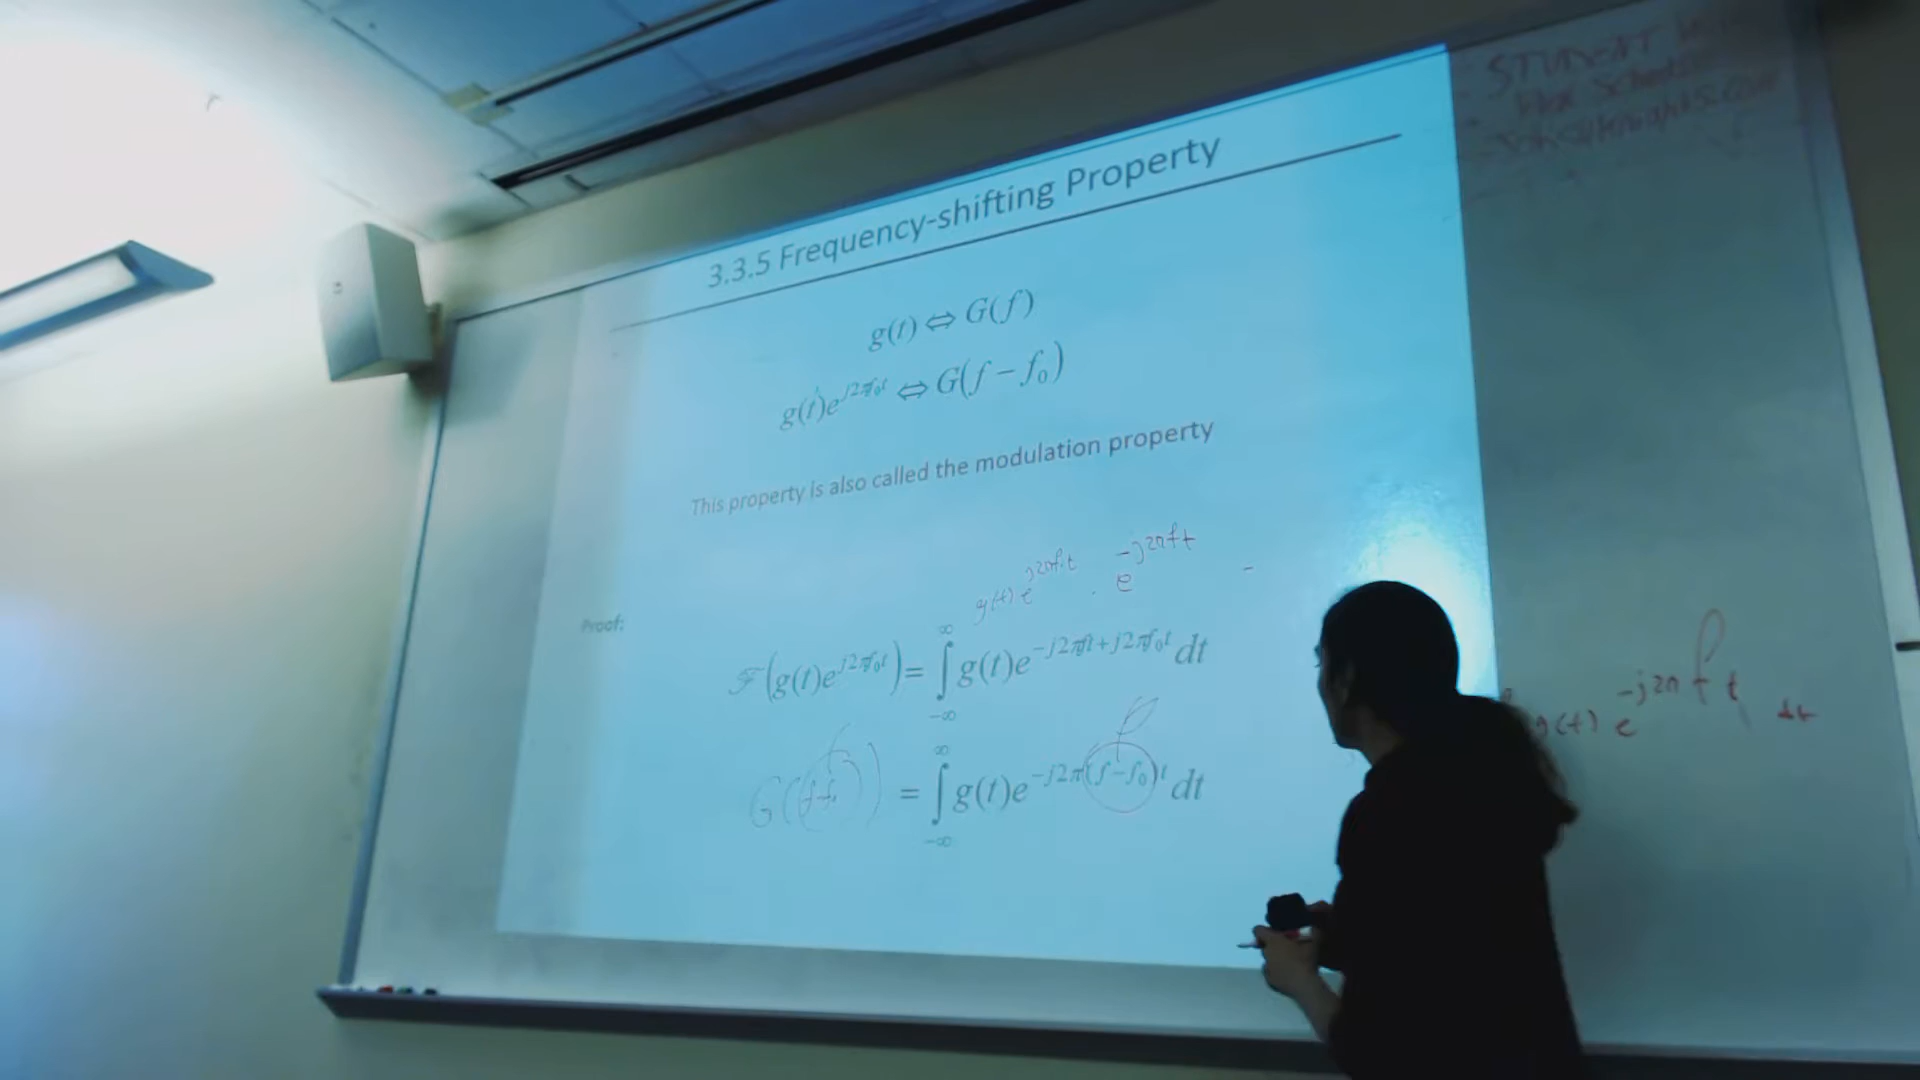 STUDENT
3.3.5 Frequency-shifting Property
g(t) ⇔ G(f)
g(t)e^{j2πf₀t} ⇔ G(f − f₀)
This property is also called the modulation property
g(t) e^{j2πf₀t} · e^{-j2πft} -
Proof:
ℱ(g(t)e^{j2πf₀t}) = ∫_{-∞}^{∞} g(t)e^{-j2πft+j2πf₀t} dt
g(t) e^{-j2πft} dt
G(f-f₀) = ∫_{-∞}^{∞} g(t)e^{-j2π(f-f₀)t} dt